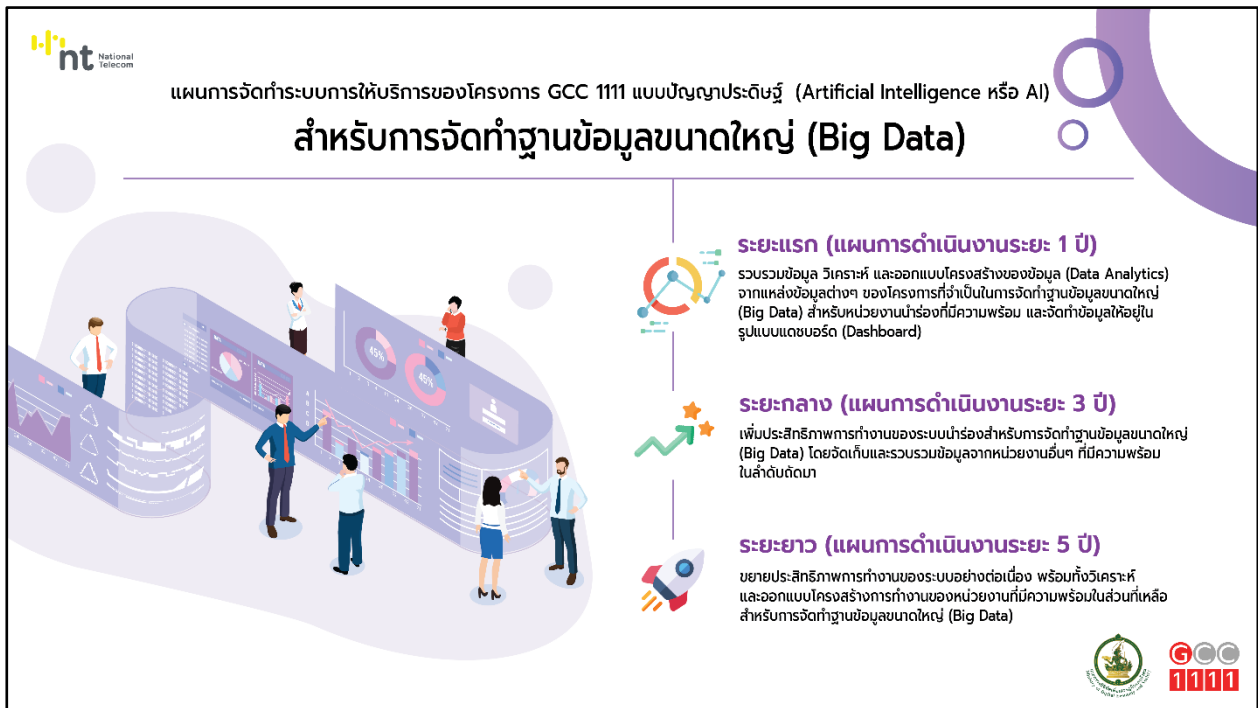 nt National
Telecom
แผนการจัดทำระบบการให้บริการของโครงการ GCC 1111 แบบปัญญาประดิษฐ์ (Artificial Intelligence หรือ AI)
สำหรับการจัดทำฐานข้อมูลขนาดใหญ่ (Big Data)
ระยะแรก (แผนการดำเนินงานระยะ 1 ปี)
รวบรวมข้อมูล วิเคราะห์ และออกแบบโครงสร้างของข้อมูล (Data Analytics)
จากแหล่งข้อมูลต่างๆ ของโครงการที่จำเป็นในการจัดทำฐานข้อมูลขนาดใหญ่
(Big Data) สำหรับหน่วยงานนำร่องที่มีความพร้อม และจัดทำข้อมูลให้อยู่ใน
รูปแบบแดชบอร์ด (Dashboard)
ระยะกลาง (แผนการดำเนินงานระยะ 3 ปี)
เพิ่มประสิทธิภาพการทำงานของระบบนำร่องสำหรับการจัดทำฐานข้อมูลขนาดใหญ่
(Big Data) โดยจัดเก็บและรวบรวมข้อมูลจากหน่วยงานอื่นๆ ที่มีความพร้อม
ในลำดับถัดมา
ระยะยาว (แผนการดำเนินงานระยะ 5 ปี)
ขยายประสิทธิภาพการทำงานของระบบอย่างต่อเนื่อง พร้อมทั้งวิเคราะห์
และออกแบบโครงสร้างการทำงานของหน่วยงานที่มีความพร้อมในส่วนที่เหลือ
สำหรับการจัดทำฐานข้อมูลขนาดใหญ่ (Big Data)
45%
45%
GCC
1111